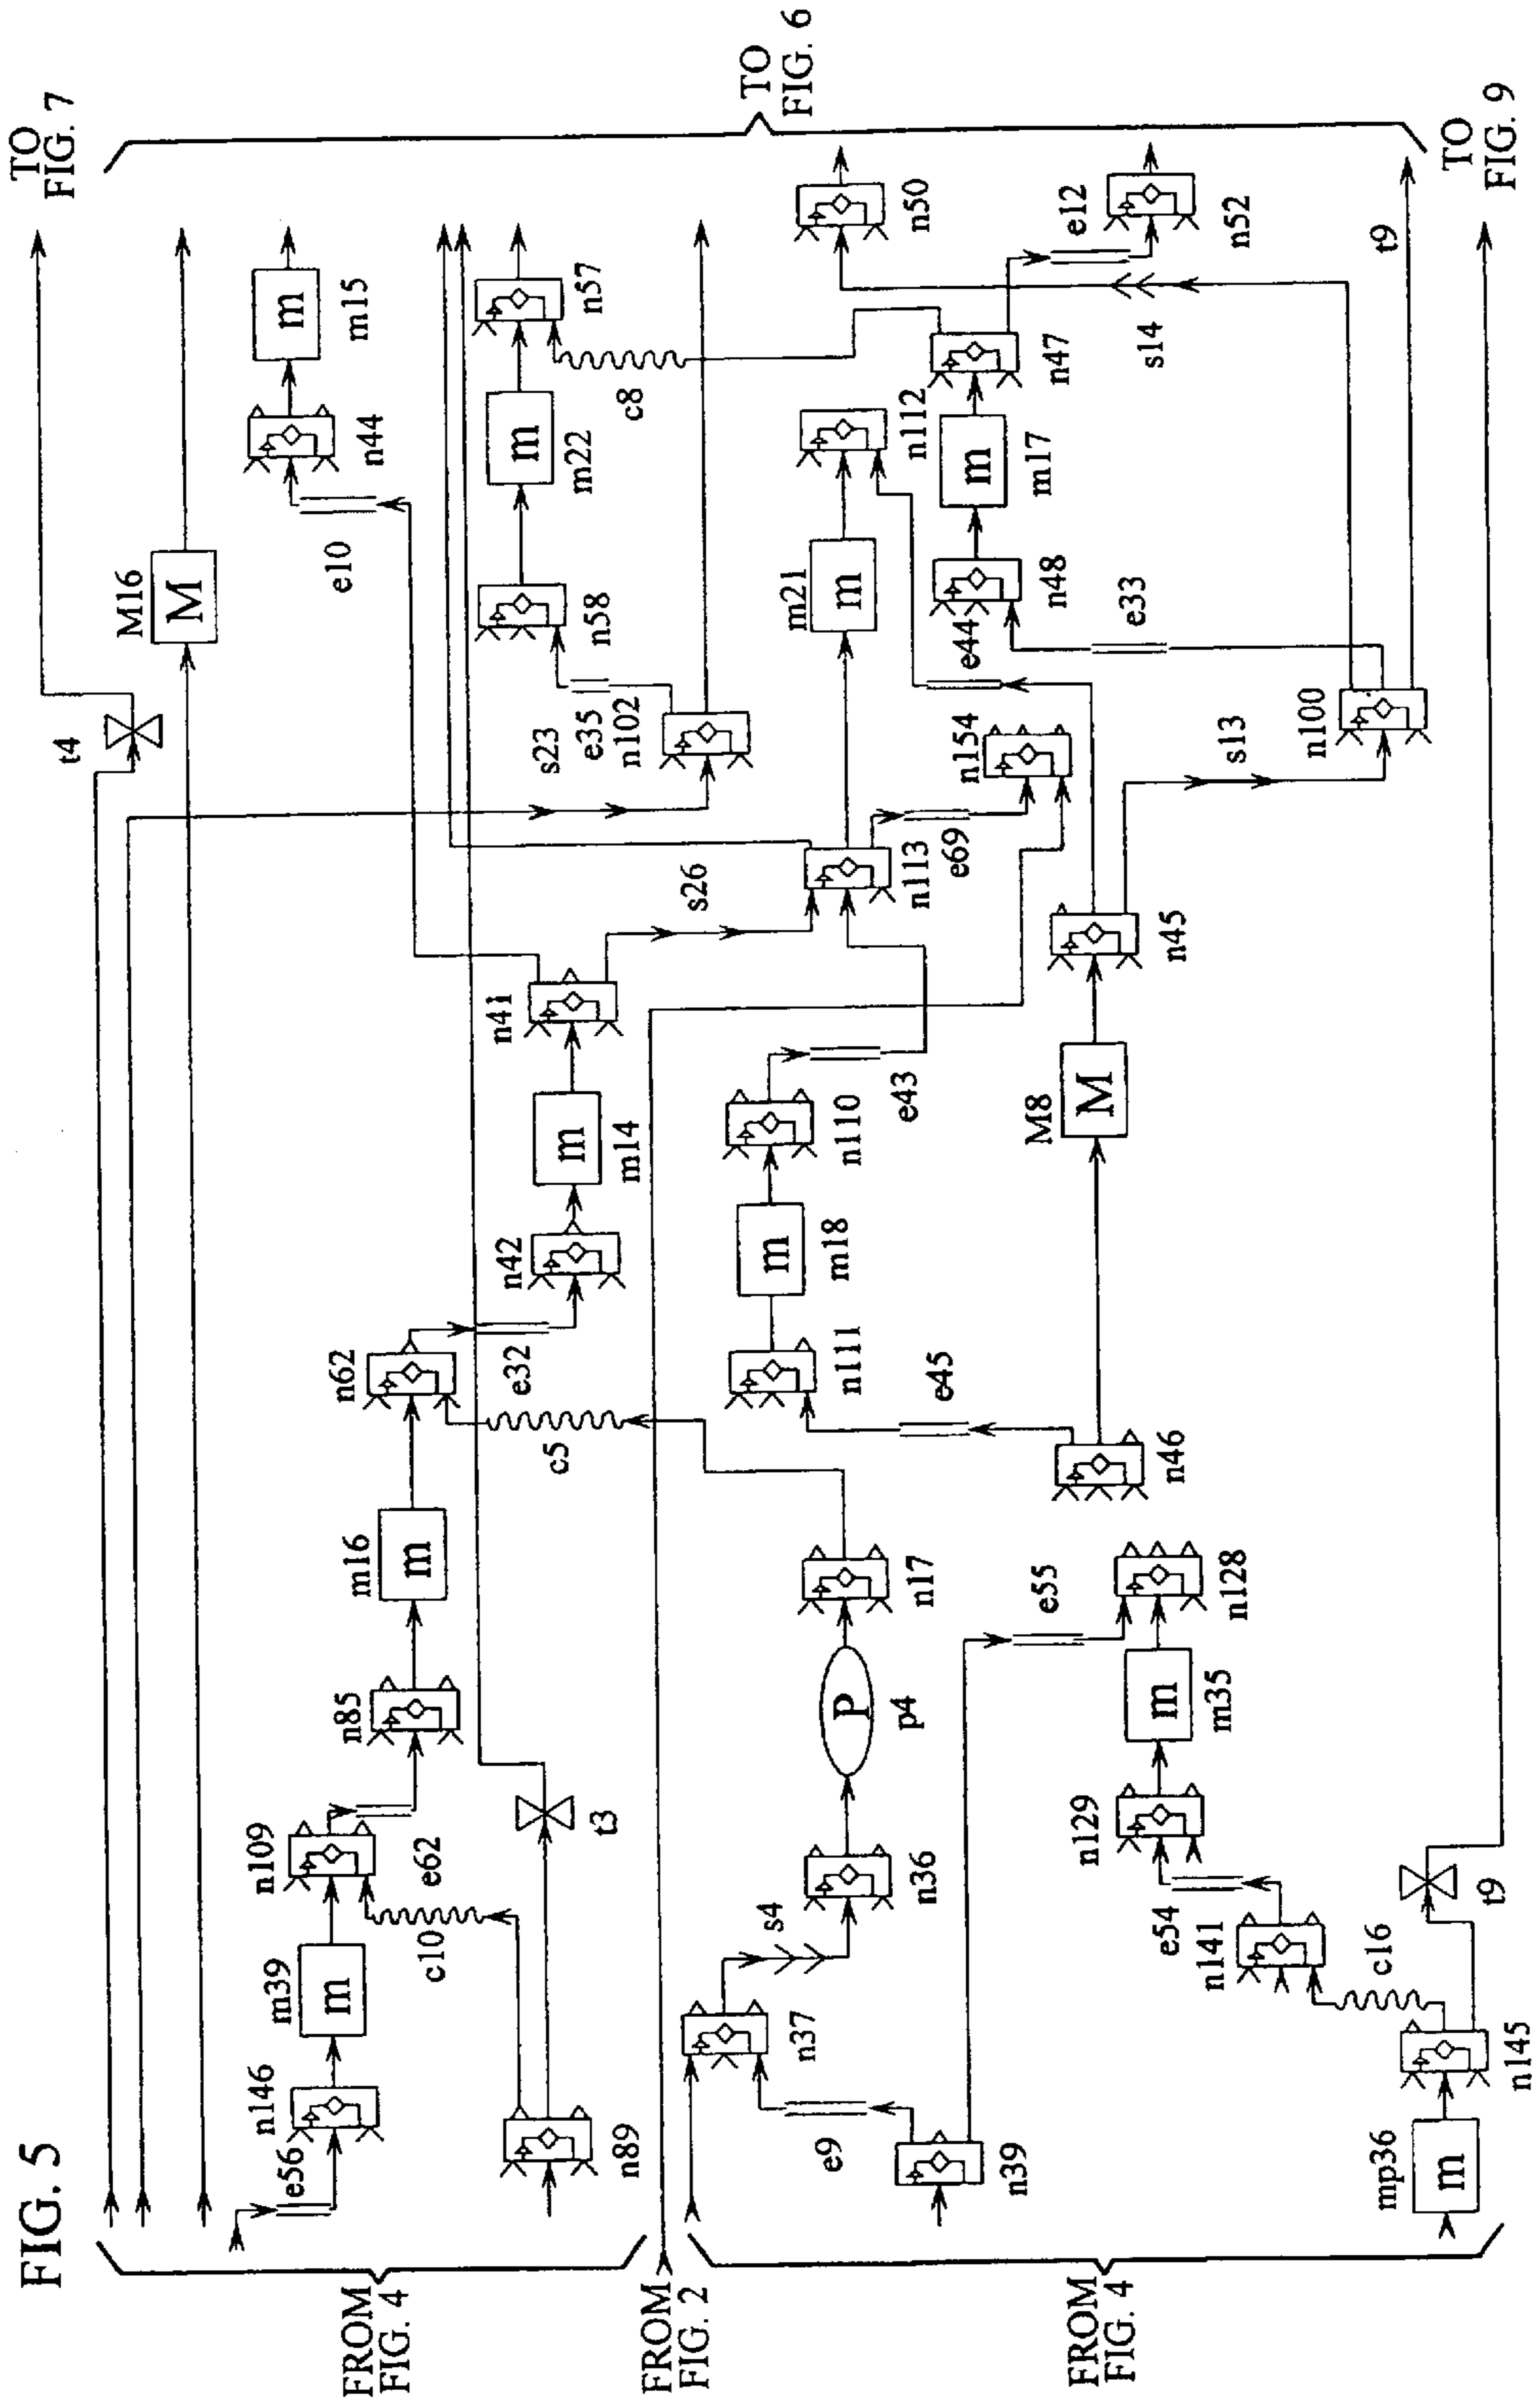 FIG. 5
TO
FIG. 7
t4
M16
M
m15
m
n44
e10
n146
e56
m39
m
n109
e62
c10
n85
m16
m
n62
e32
c5
n89
t3
n42
m14
m
n41
s26
s23
e35
n102
n58
m22
m
n57
c8
FROM
FIG. 4
FROM
FIG. 2
TO
FIG. 6
n37
s4
e9
n39
n36
p4
P
n17
n111
m18
m
n110
e43
e45
n46
M8
M
n45
n113
e69
n154
m21
m
n112
e44
n48
m17
m
n47
n50
e12
n52
s14
e33
s13
n100
t9
e55
n128
m35
m
n129
e54
n141
c16
n145
mp36
m
t9
FROM
FIG. 4
TO
FIG. 9